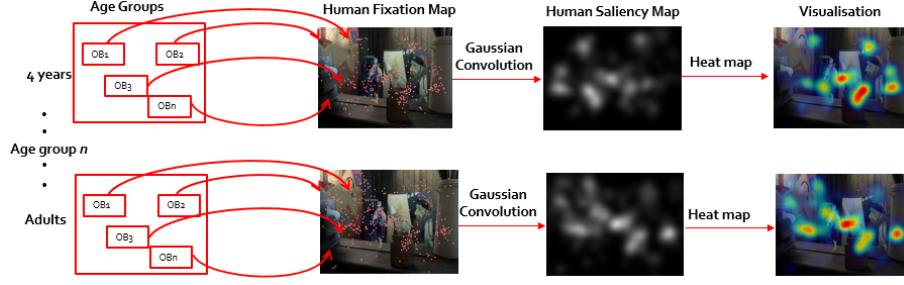 Age Groups
Human Fixation Map
Human Saliency Map
Visualisation
4 years
OB1
OB2
OB3
OBn
Gaussian
Convolution
Heat map
Age group n
Adults
OB1
OB2
OB3
OBn
Gaussian
Convolution
Heat map